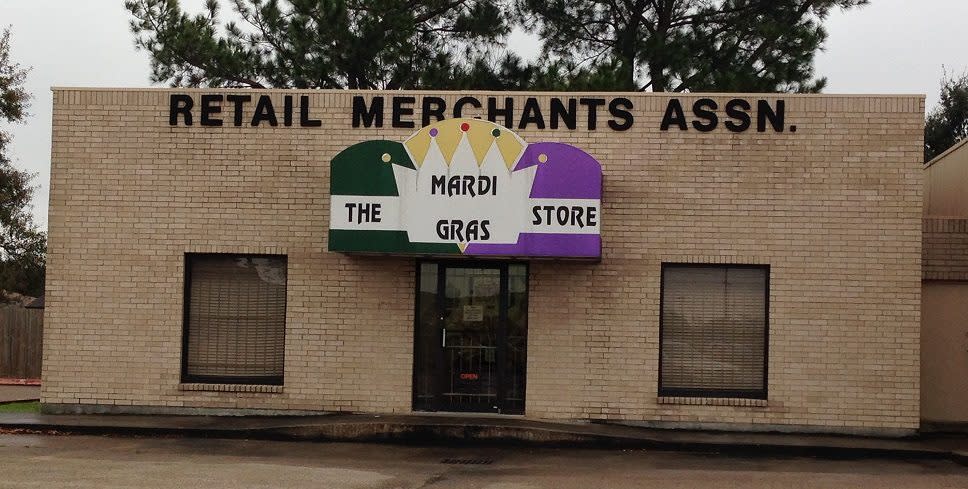 RETAIL MERCHANTS ASSN.
THE MARDI GRAS STORE
OPEN